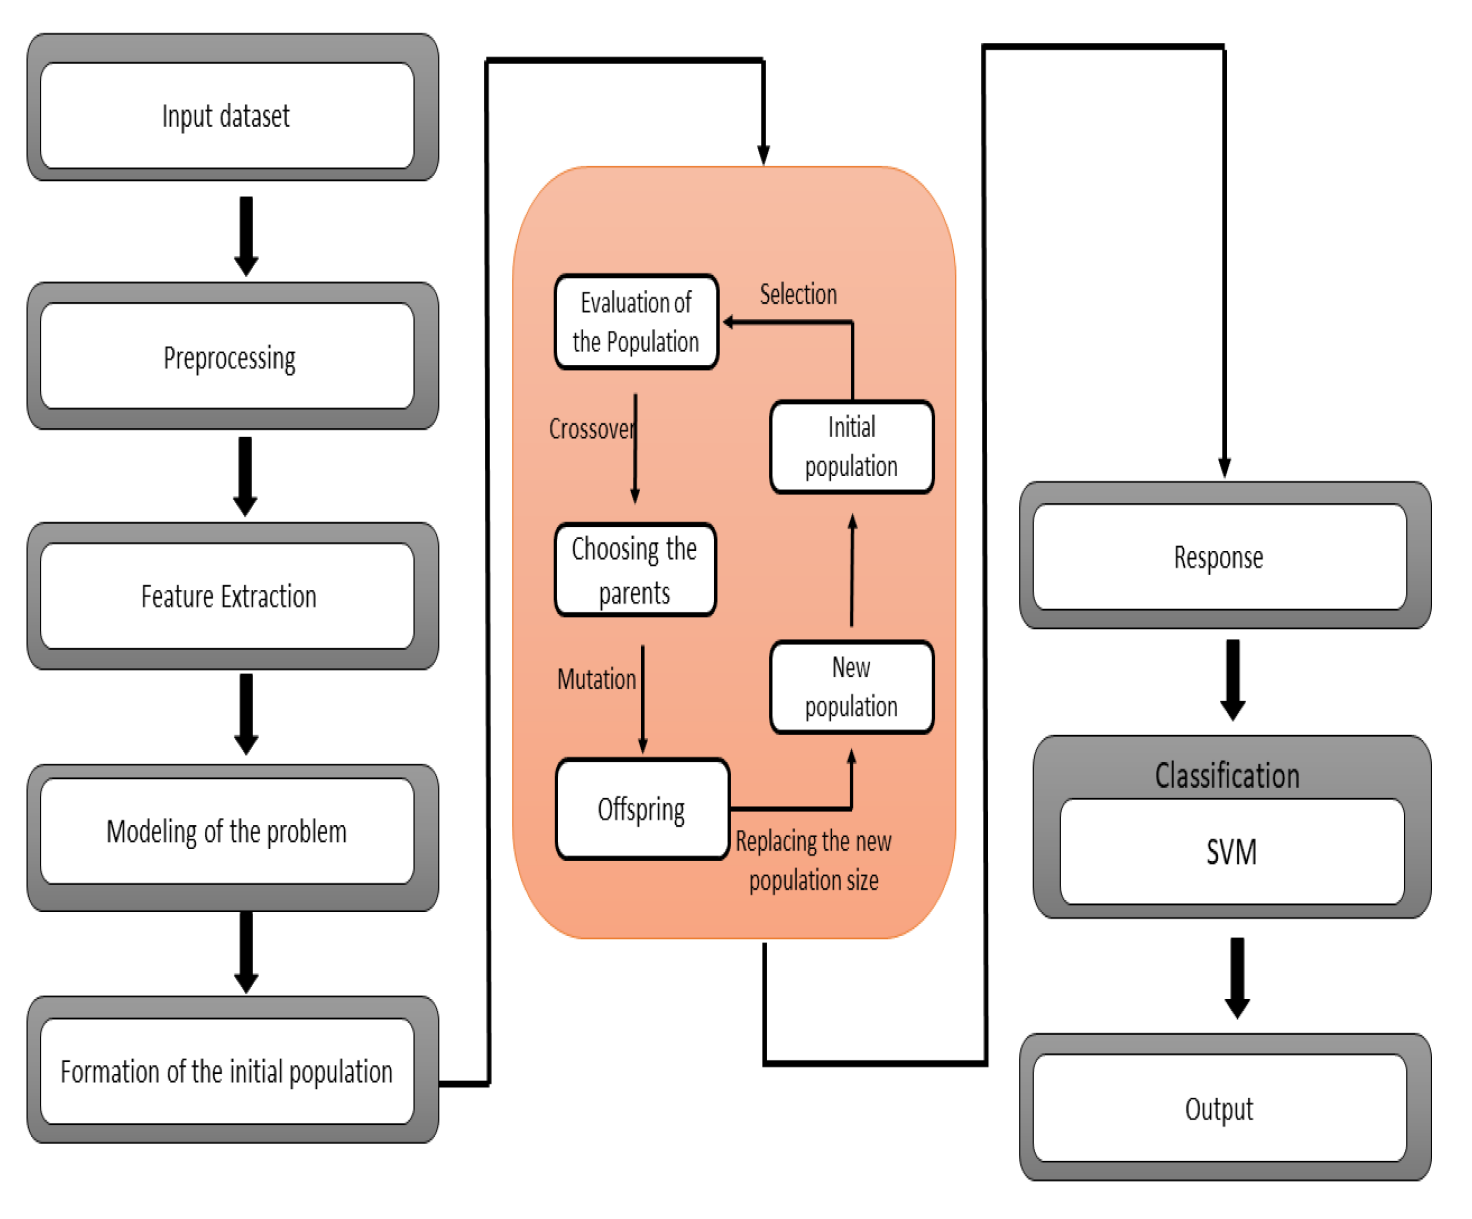 Input dataset
Preprocessing
Feature Extraction
Modeling of the problem
Formation of the initial population
Evaluation of
the Population
Selection
Crossover
Initial
population
Choosing the
parents
Mutation
New
population
Offspring
Replacing the new
population size
Response
Classification
SVM
Output